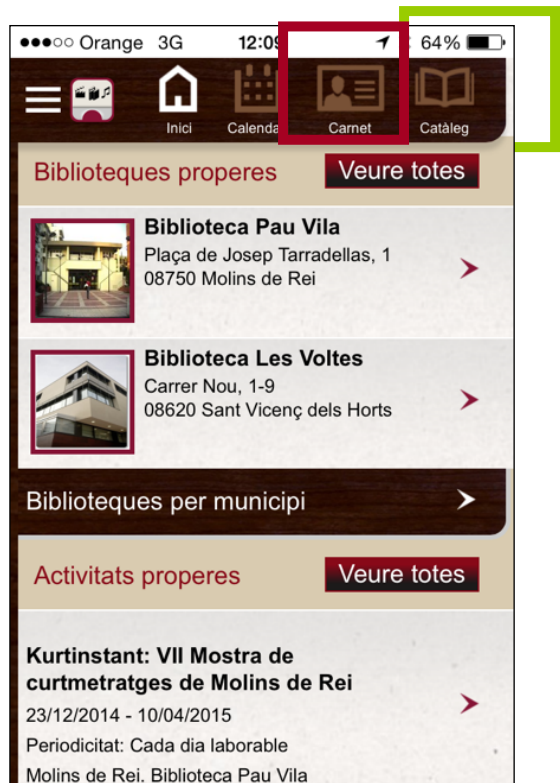 Orange 3G 12:09 64%
Inici Calenda Carnet Catàleg
Biblioteques properes Veure totes
Biblioteca Pau Vila
Plaça de Josep Tarradellas, 1
08750 Molins de Rei
Biblioteca Les Voltes
Carrer Nou, 1-9
08620 Sant Vicenç dels Horts
Biblioteques per municipi
Activitats properes Veure totes
Kurtinstant: VII Mostra de
curtmetratges de Molins de Rei
23/12/2014 - 10/04/2015
Periodicitat: Cada dia laborable
Molins de Rei. Biblioteca Pau Vila